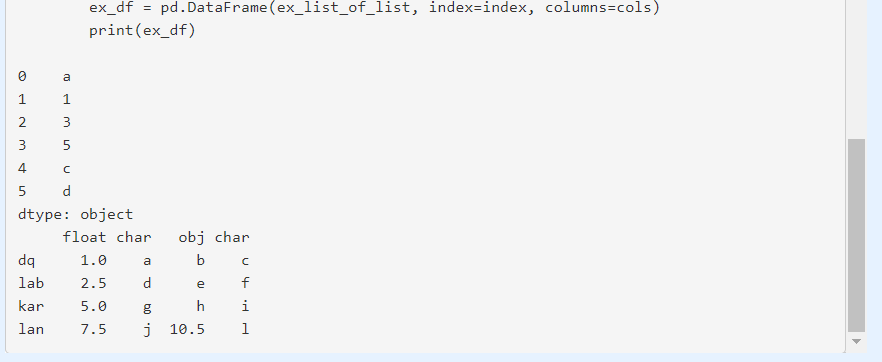 ex_df = pd.DataFrame(ex_list_of_list, index=index, columns=cols)
print(ex_df)
0    a
1    1
2    3
3    5
4    c
5    d
dtype: object
     float char   obj char
dq     1.0    a     b    c
lab    2.5    d     e    f
kar    5.0    g     h    i
lan    7.5    j  10.5    l